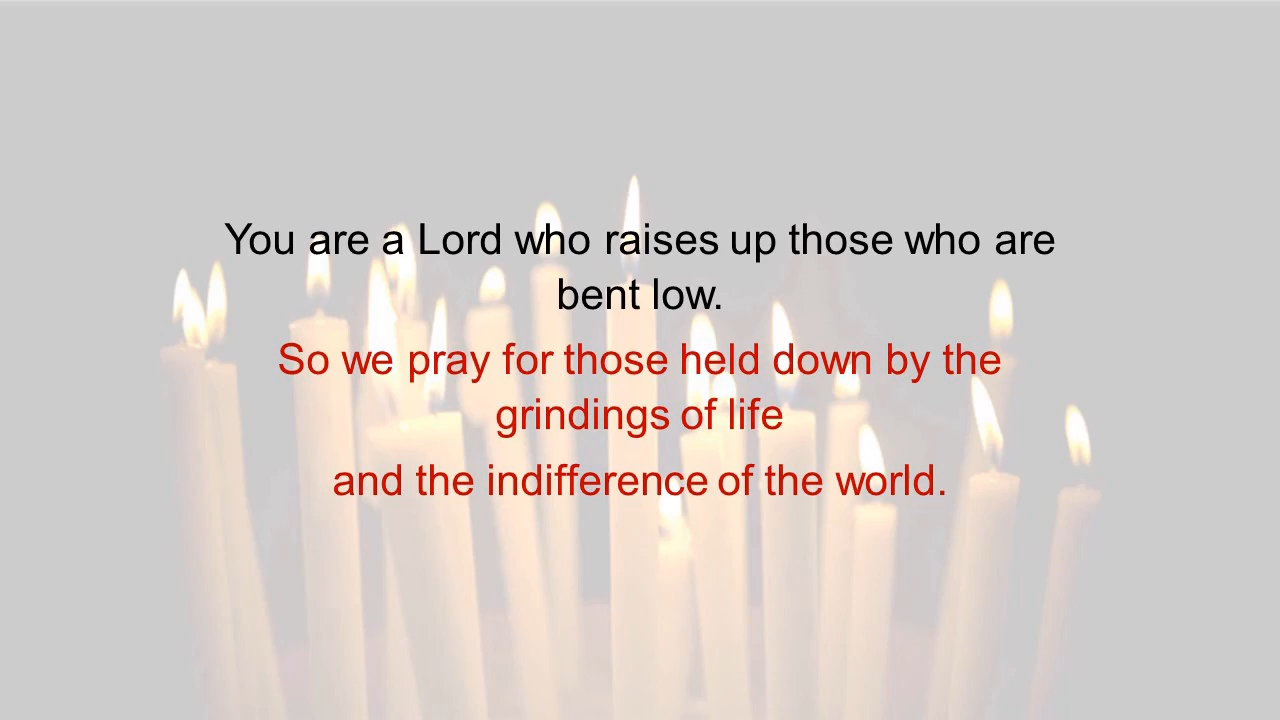 You are a Lord who raises up those who are
bent low.
So we pray for those held down by the
grindings of life
and the indifference of the world.